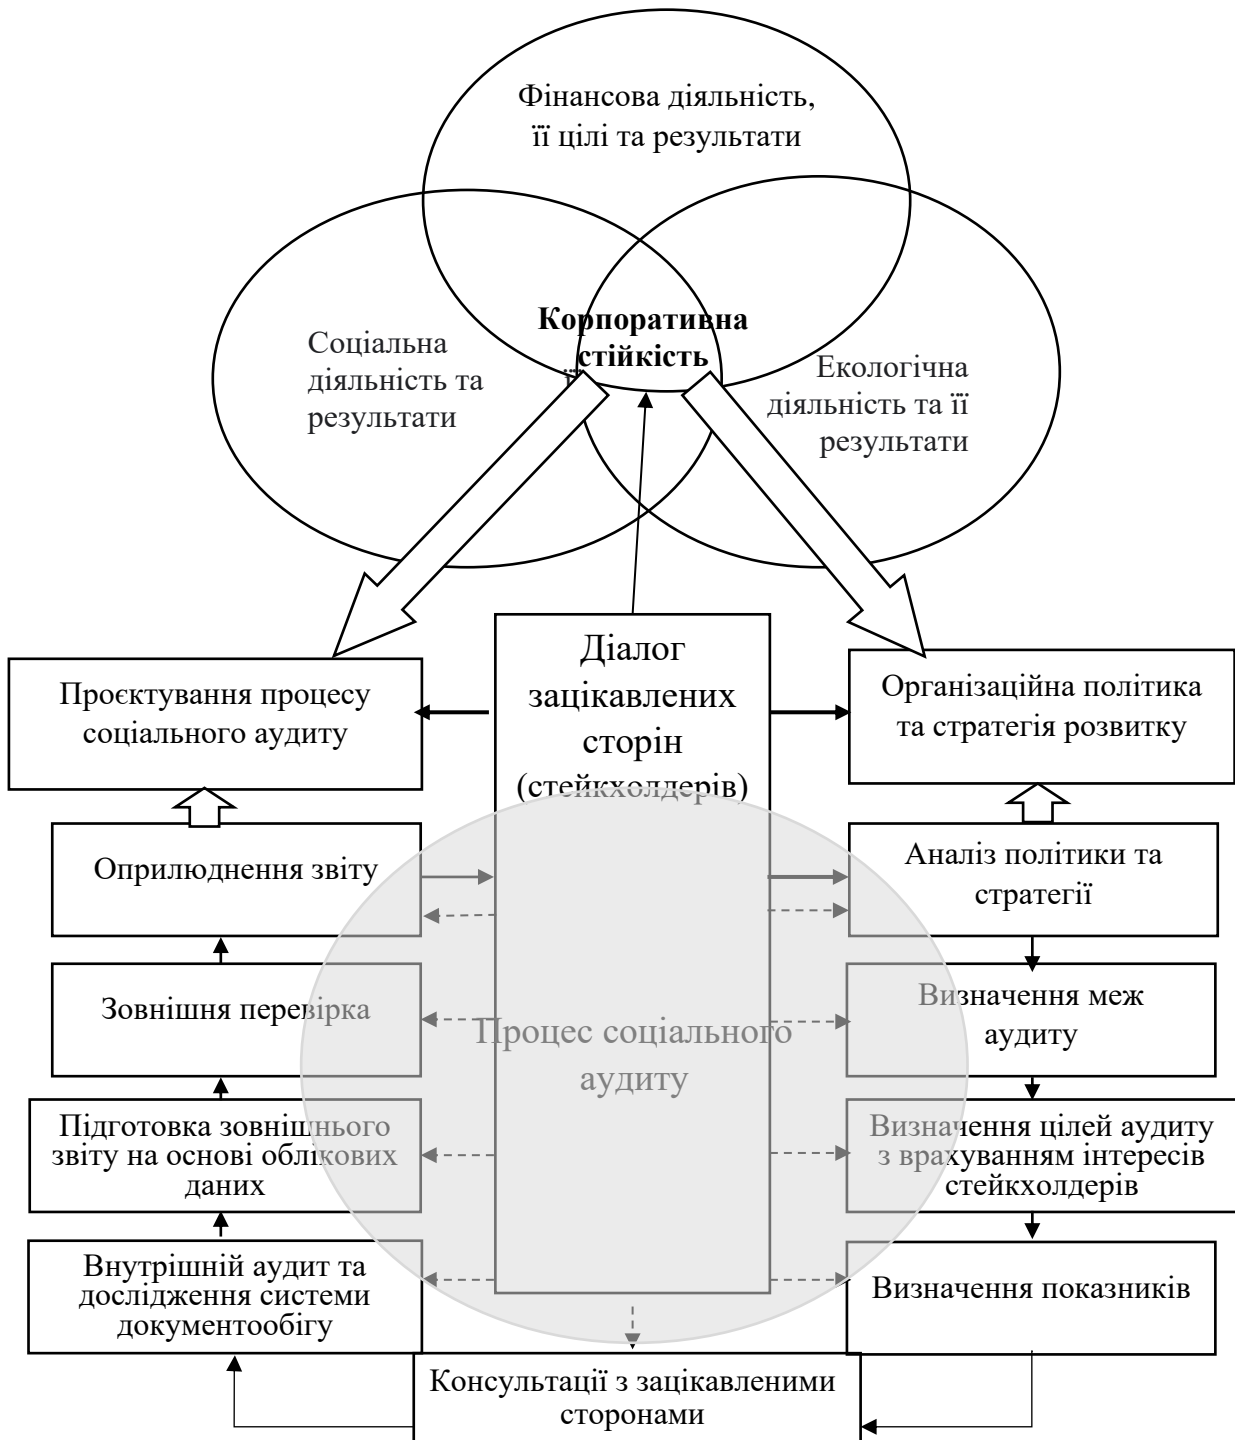 Фінансова діяльність,
її цілі та результати
Корпоративна
стійкість
Соціальна
діяльність та
її
результати
Екологічна
діяльність та її
результати
Діалог
зацікавлених
сторін
(стейкхолдерів)
Проєктування процесу
соціального аудиту
Організаційна політика
та стратегія розвитку
Оприлюднення звіту
Аналіз політики та
стратегії
Зовнішня перевірка
Процес соціального
аудиту
Визначення меж
аудиту
Підготовка зовнішнього
звіту на основі облікових
даних
Визначення цілей аудиту
з врахуванням інтересів
стейкхолдерів
Внутрішній аудит та
дослідження системи
документообігу
Визначення показників
Консультації з зацікавленими
сторонами